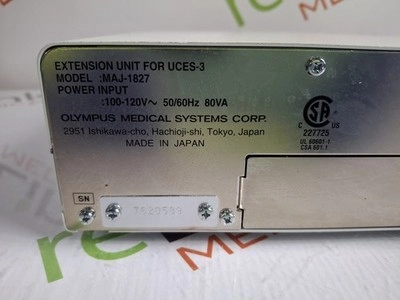 EXTENSION UNIT FOR UCES-3
MODEL :MAJ-1827
POWER INPUT
:100-120V～ 50/60Hz 80VA
OLYMPUS MEDICAL SYSTEMS CORP.
2951 Ishikawa-cho, Hachioji-shi, Tokyo, Japan
MADE IN JAPAN
C US
227725
UL 60601-1
CSA 601.1
SN
7620589